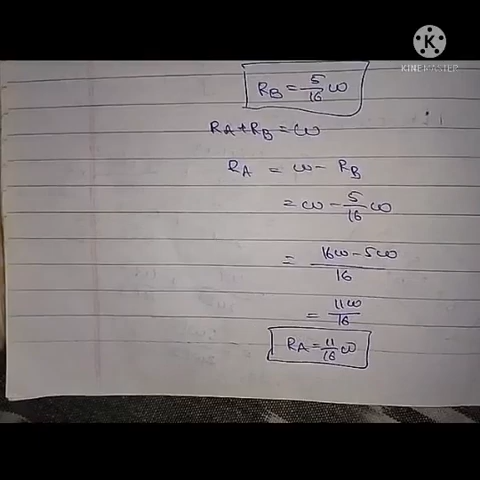 KINEMASTER
RB = 5/16 ω
RA + RB = ω
RA = ω - RB
= ω - 5/16 ω
= 16ω - 5ω / 16
= 11ω / 16
RA = 11/16 ω